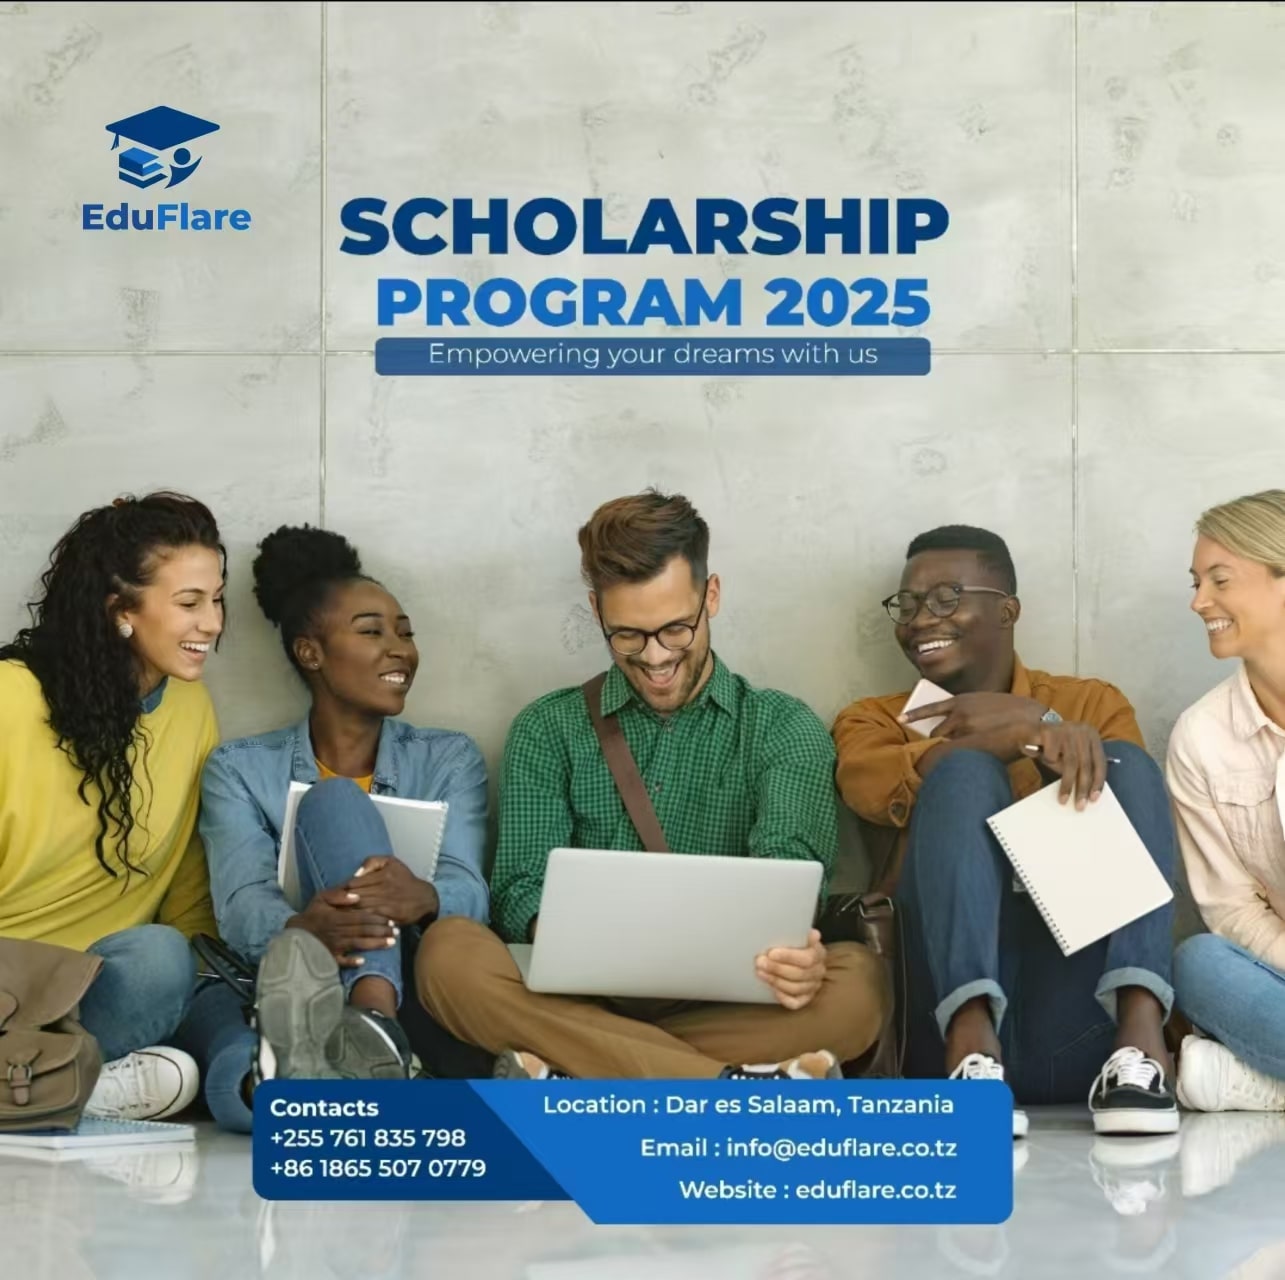 EduFlare
SCHOLARSHIP
PROGRAM 2025
Empowering your dreams with us
Contacts
+255 761 835 798
+86 1865 507 0779
Location : Dar es Salaam, Tanzania
Email : info@eduflare.co.tz
Website : eduflare.co.tz